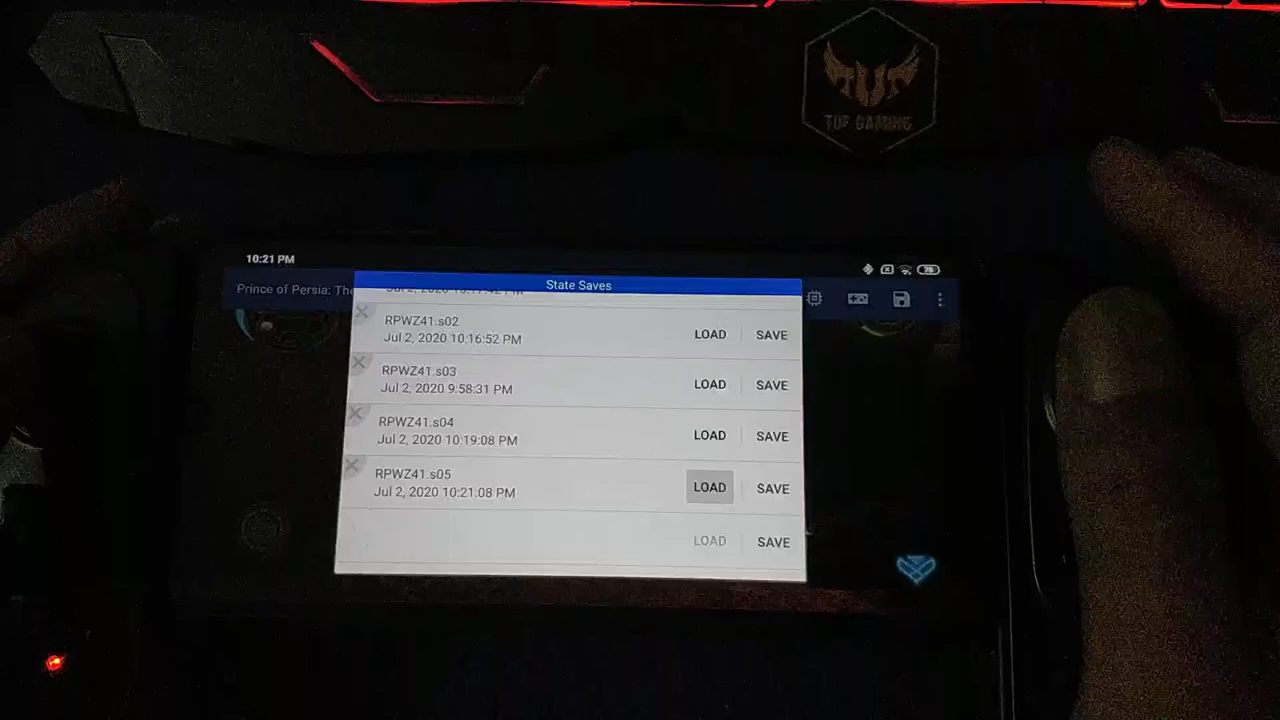 TUF GAMING
10:21 PM
78
Prince of Persia: The
State Saves
RPWZ41.s02
Jul 2, 2020 10:16:52 PM
LOAD
SAVE
RPWZ41.s03
Jul 2, 2020 9:58:31 PM
LOAD
SAVE
RPWZ41.s04
Jul 2, 2020 10:19:08 PM
LOAD
SAVE
RPWZ41.s05
Jul 2, 2020 10:21:08 PM
LOAD
SAVE
LOAD
SAVE